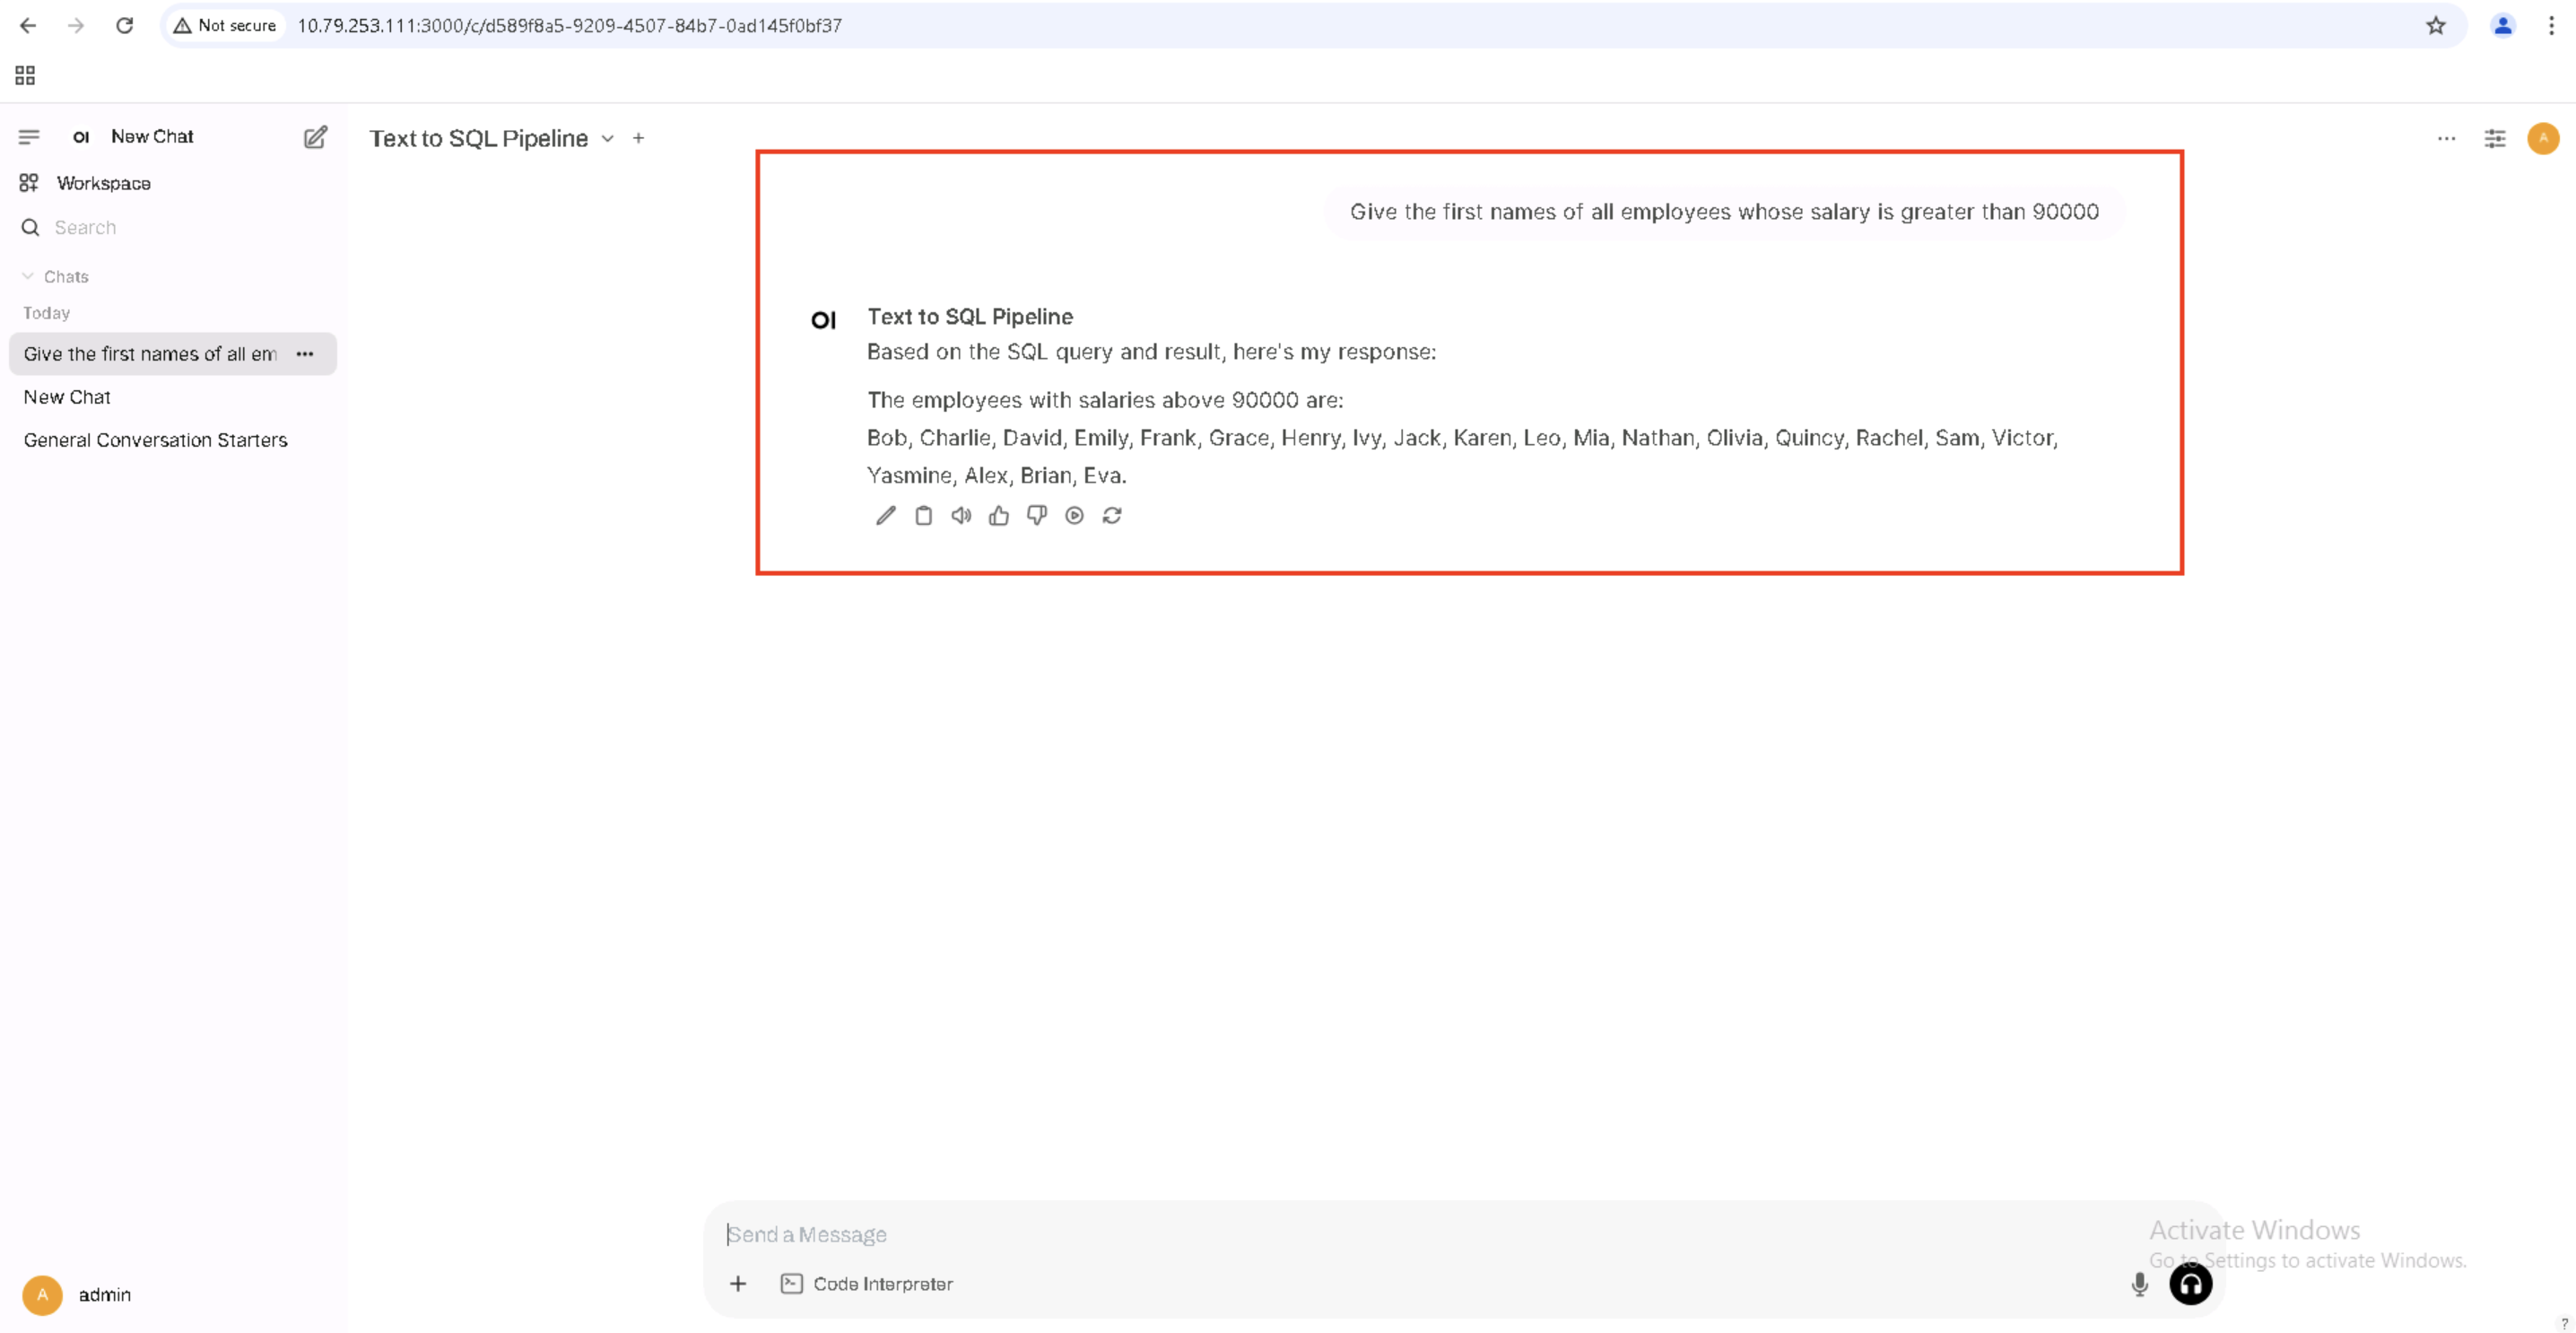 Not secure
10.79.253.111:3000/c/d589f8a5-9209-4507-84b7-0ad145f0bf37
OI New Chat
Workspace
Search
Chats
Today
Give the first names of all em
New Chat
General Conversation Starters
A admin
Text to SQL Pipeline
A
Give the first names of all employees whose salary is greater than 90000
OI Text to SQL Pipeline
Based on the SQL query and result, here's my response:
The employees with salaries above 90000 are:
Bob, Charlie, David, Emily, Frank, Grace, Henry, Ivy, Jack, Karen, Leo, Mia, Nathan, Olivia, Quincy, Rachel, Sam, Victor,
Yasmine, Alex, Brian, Eva.
Send a Message
Code Interpreter
Activate Windows
Go to Settings to activate Windows.
?